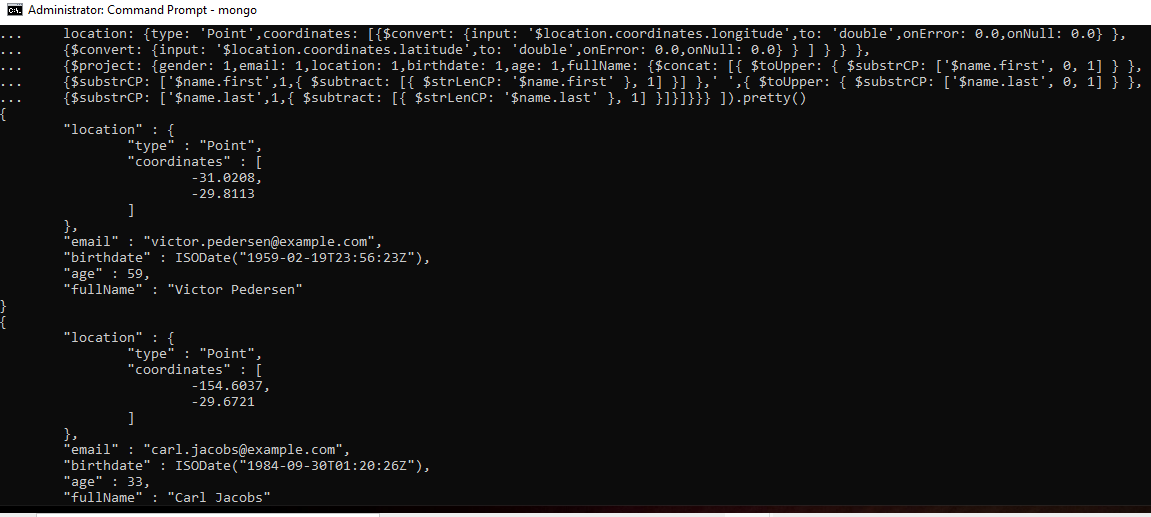 Administrator: Command Prompt - mongo
...     location: {type: 'Point',coordinates: [{$convert: {input: '$location.coordinates.longitude',to: 'double',onError: 0.0,onNull: 0.0} },
...     {$convert: {input: '$location.coordinates.latitude',to: 'double',onError: 0.0,onNull: 0.0} } ] } } },
...     {$project: {gender: 1,email: 1,location: 1,birthdate: 1,age: 1,fullName: {$concat: [{ $toUpper: { $substrCP: ['$name.first', 0, 1] } },
...     {$substrCP: ['$name.first',1,{ $subtract: [{ $strLenCP: '$name.first' }, 1] }] },' ',{ $toUpper: { $substrCP: ['$name.last', 0, 1] } },
...     {$substrCP: ['$name.last',1,{ $subtract: [{ $strLenCP: '$name.last' }, 1] }]}]}}} ]).pretty()
{
        "location" : {
                "type" : "Point",
                "coordinates" : [
                        -31.0208,
                        -29.8113
                ]
        },
        "email" : "victor.pedersen@example.com",
        "birthdate" : ISODate("1959-02-19T23:56:23Z"),
        "age" : 59,
        "fullName" : "Victor Pedersen"
}
{
        "location" : {
                "type" : "Point",
                "coordinates" : [
                        -154.6037,
                        -29.6721
                ]
        },
        "email" : "carl.jacobs@example.com",
        "birthdate" : ISODate("1984-09-30T01:20:26Z"),
        "age" : 33,
        "fullName" : "Carl Jacobs"